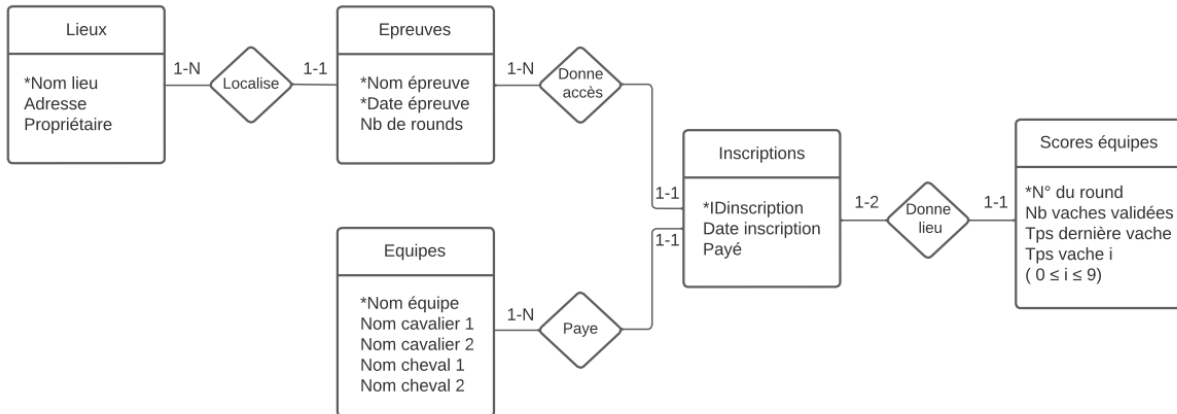 Lieux
*Nom lieu
Adresse
Propriétaire
1-N
Localise
1-1
Epreuves
*Nom épreuve
*Date épreuve
Nb de rounds
1-N
Donne
accès
1-1
Equipes
*Nom équipe
Nom cavalier 1
Nom cavalier 2
Nom cheval 1
Nom cheval 2
1-N
Paye
1-1
Inscriptions
*IDinscription
Date inscription
Payé
1-2
Donne
lieu
1-1
Scores équipes
*N° du round
Nb vaches validées
Tps dernière vache
Tps vache i
( 0 ≤ i ≤ 9)